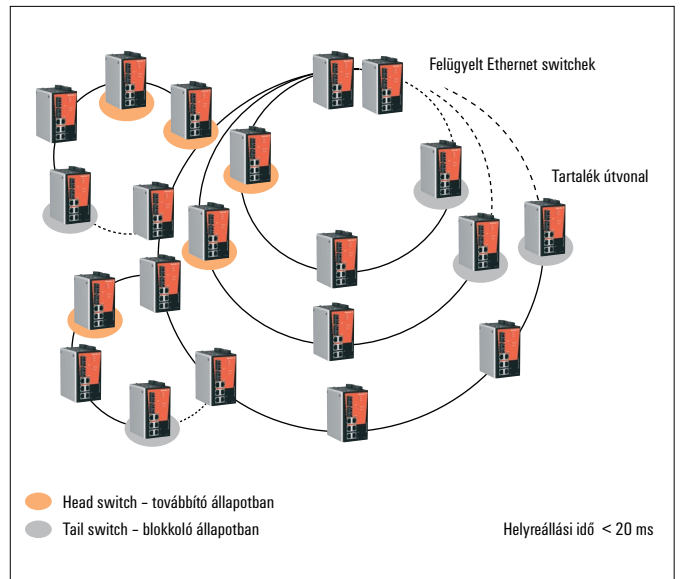 Felügyelt Ethernet switchek
Tartalék útvonal
Head switch – továbbító állapotban
Tail switch – blokkoló állapotban
Helyreállási idő < 20 ms